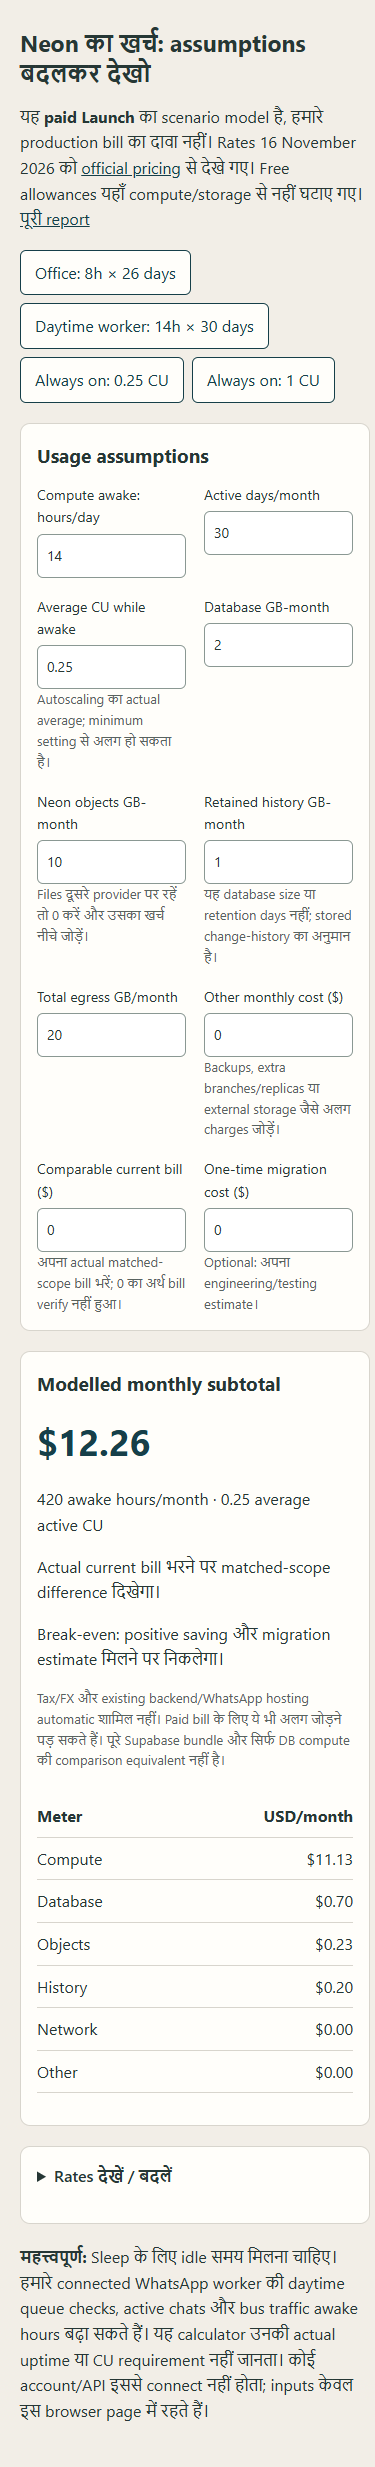 Neon का खर्च: assumptions
बदलकर देखो
यह paid Launch का scenario model है, हमारे
production bill का दावा नहीं। Rates 16 November
2026 को official pricing से देखे गए। Free
allowances यहाँ compute/storage से नहीं घटाए गए।
पूरी report
Office: 8h × 26 days
Daytime worker: 14h × 30 days
Always on: 0.25 CU
Always on: 1 CU
Usage assumptions
Compute awake:
hours/day
14
Active days/month
30
Average CU while
awake
0.25
Autoscaling का actual
average; minimum
setting से अलग हो सकता
है।
Database GB-month
2
Neon objects GB-
month
10
Files दूसरे provider पर रहें
तो 0 करें और उसका खर्च
नीचे जोड़ें।
Retained history GB-
month
1
यह database size या
retention days नहीं; stored
change-history का अनुमान
है।
Total egress GB/month
20
Other monthly cost ($)
0
Backups, extra
branches/replicas या
external storage जैसे अलग
charges जोड़ें।
Comparable current bill
($)
0
अपना actual matched-
scope bill भरें; 0 का अर्थ bill
verify नहीं हुआ।
One-time migration
cost ($)
0
Optional: अपना
engineering/testing
estimate।
Modelled monthly subtotal
$12.26
420 awake hours/month · 0.25 average
active CU
Actual current bill भरने पर matched-scope
difference दिखेगा।
Break-even: positive saving और migration
estimate मिलने पर निकलेगा।
Tax/FX और existing backend/WhatsApp hosting
automatic शामिल नहीं। Paid bill के लिए ये भी अलग जोड़ने
पड़ सकते हैं। पूरे Supabase bundle और सिर्फ DB compute
की comparison equivalent नहीं है।
Meter USD/month
Compute $11.13
Database $0.70
Objects $0.23
History $0.20
Network $0.00
Other $0.00
▶ Rates देखें / बदलें
महत्त्वपूर्ण: Sleep के लिए idle समय मिलना चाहिए।
हमारे connected WhatsApp worker की daytime
queue checks, active chats और bus traffic awake
hours बढ़ा सकते हैं। यह calculator उनकी actual
uptime या CU requirement नहीं जानता। कोई
account/API इससे connect नहीं होता; inputs केवल
इस browser page में रहते हैं।